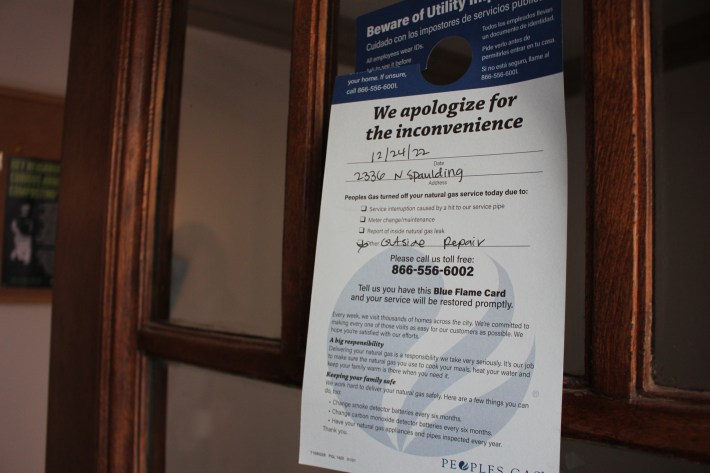 Beware of Utility
Cuidado con los impostores de servicios públicos
All employees wear IDs.
to see it before
your home. If unsure,
call 866-556-6001.
Todos los empleados llevan
un documento de identidad.
Pida verlo antes de
permitirles entrar en tu casa.
Si no está seguro, llame al
866-556-6001.
We apologize for
the inconvenience
12/24/22
Date
2336 N Spaulding
Address
Peoples Gas turned off your natural gas service today due to:
Service interruption caused by a hit to our service pipe
Meter change/maintenance
Report of inside natural gas leak
Other Outside Repair
Please call us toll free:
866-556-6002
Tell us you have this Blue Flame Card
and your service will be restored promptly.
Every week, we visit thousands of homes across the city. We're committed to
making every one of those visits as easy for our customers as possible. We
hope you're satisfied with our efforts.
A big responsibility
Delivering your natural gas is a responsibility we take very seriously. It's our job
to make sure the natural gas you use to cook your meals, heat your water and
keep your family warm is there when you need it.
Keeping your family safe
We work hard to deliver your natural gas safely. Here are a few things you can
do, too.
• Change smoke detector batteries every six months.
• Change carbon monoxide detector batteries every six months.
• Have your natural gas appliances and pipes inspected every year.
Thank you.
PEOPLES GAS